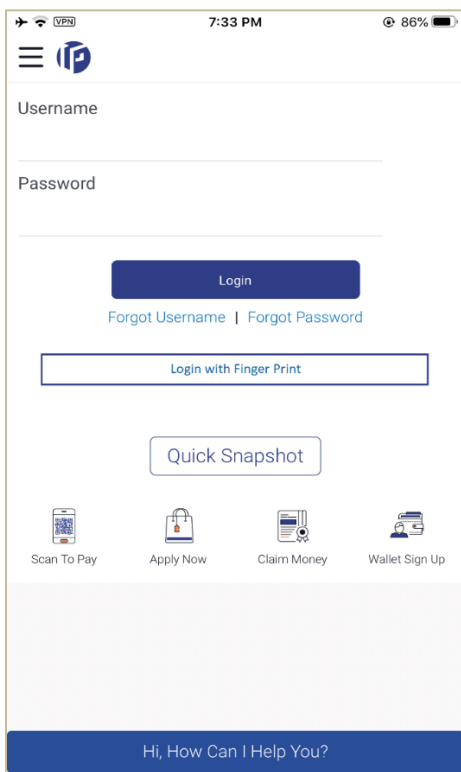 VPN 7:33 PM 86%
Username
Password
Login
Forgot Username | Forgot Password
Login with Finger Print
Quick Snapshot
Scan To Pay Apply Now Claim Money Wallet Sign Up
Hi, How Can I Help You?